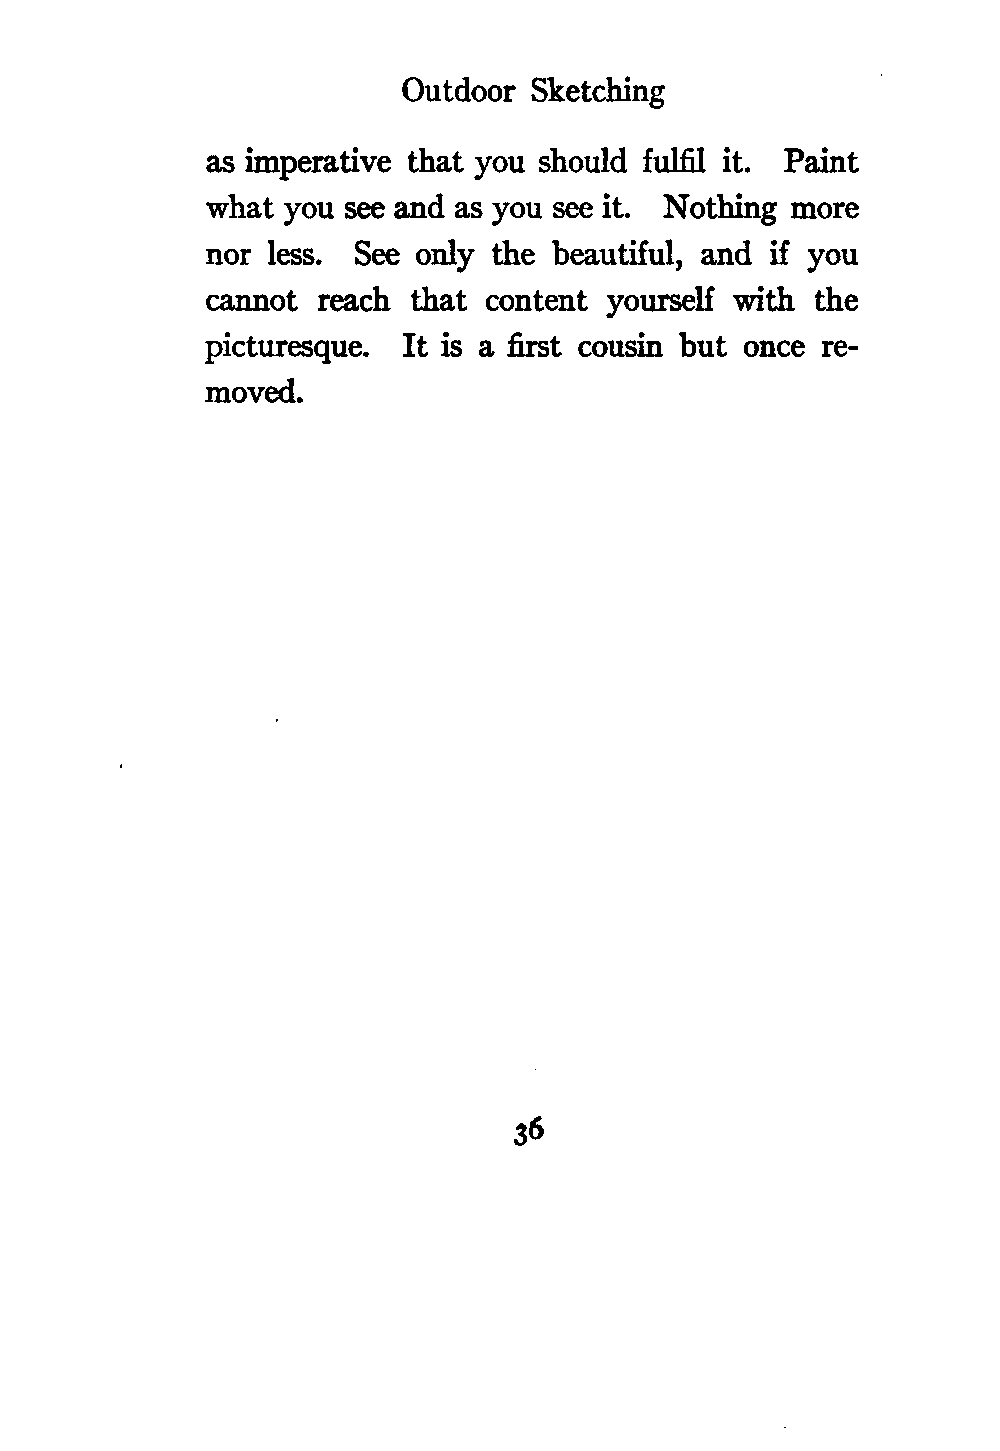 Outdoor Sketching
as imperative that you should fulfil it. Paint
what you see and as you see it. Nothing more
nor less. See only the beautiful, and if you
cannot reach that content yourself with the
picturesque. It is a first cousin but once re-
moved.
36